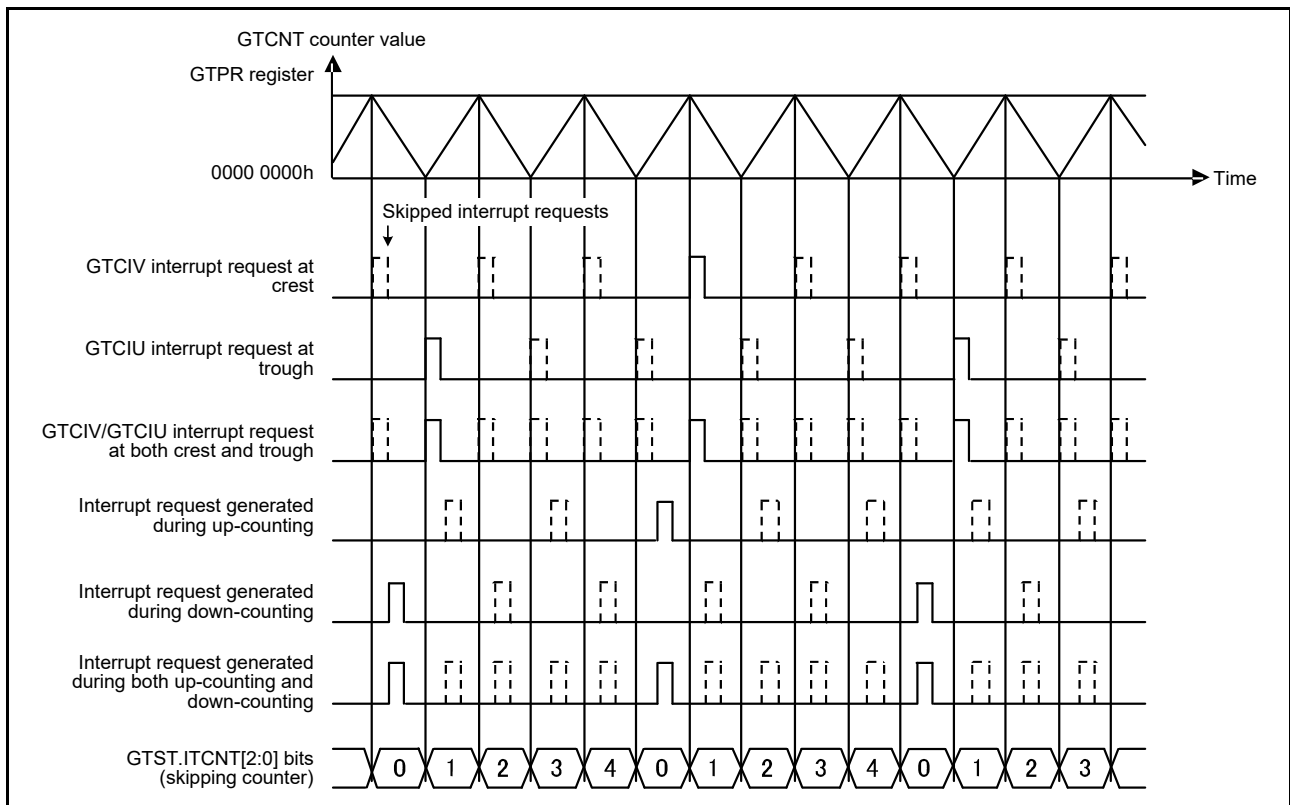 GTCNT counter value
GTPR register
0000 0000h
Time
Skipped interrupt requests
GTCIV interrupt request at
crest
GTCIU interrupt request at
trough
GTCIV/GTCIU interrupt request
at both crest and trough
Interrupt request generated
during up-counting
Interrupt request generated
during down-counting
Interrupt request generated
during both up-counting and
down-counting
GTST.ITCNT[2:0] bits
(skipping counter)
0 1 2 3 4 0 1 2 3 4 0 1 2 3